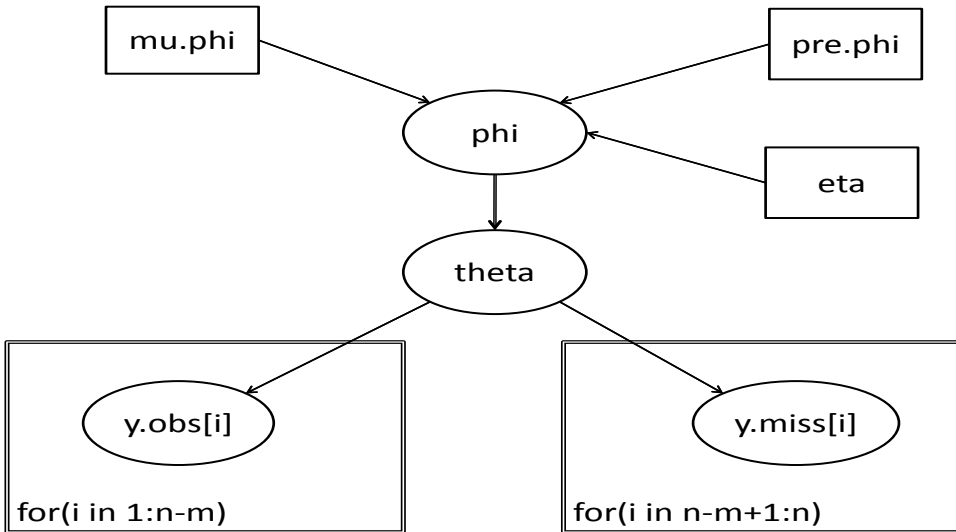 mu.phi
pre.phi
phi
eta
theta
y.obs[i]
y.miss[i]
for(i in 1:n-m)
for(i in n-m+1:n)